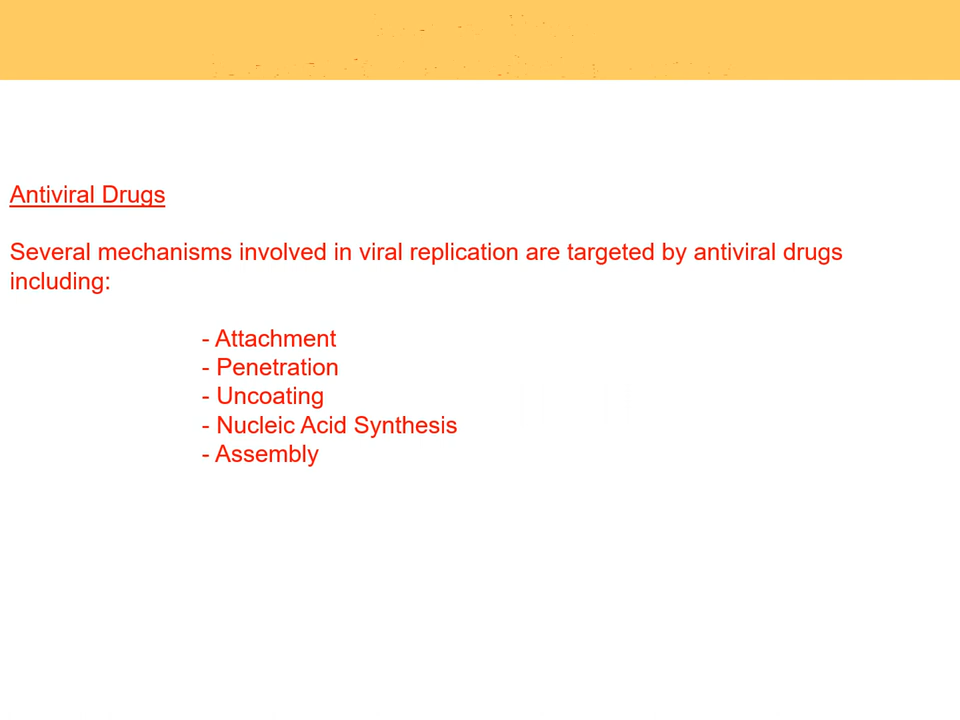 Antiviral Drugs
Several mechanisms involved in viral replication are targeted by antiviral drugs
including:
- Attachment
- Penetration
- Uncoating
- Nucleic Acid Synthesis
- Assembly